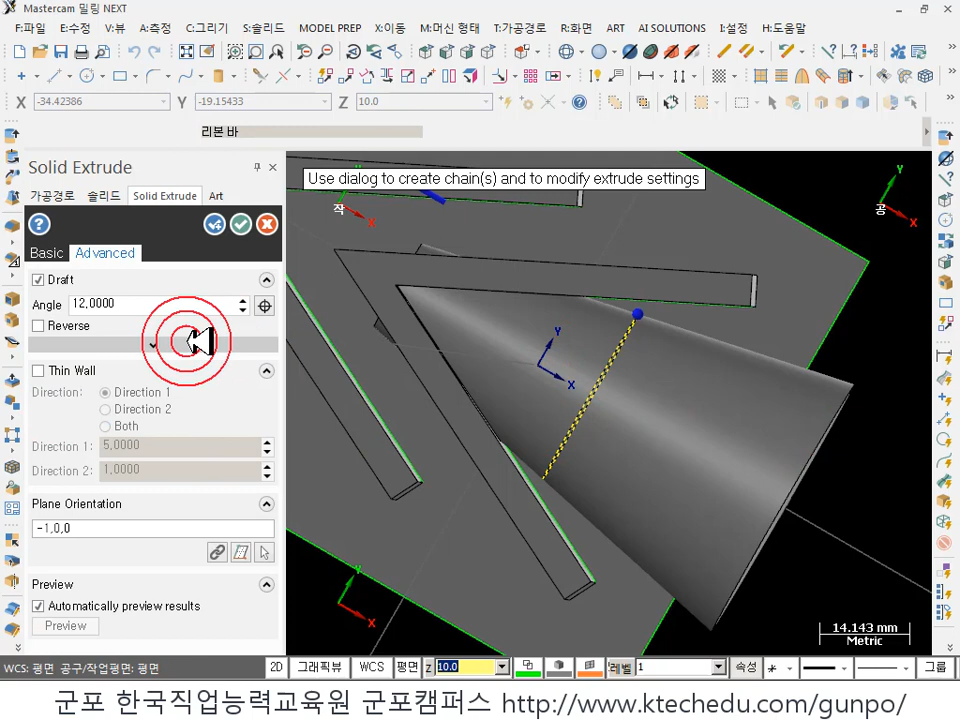 Mastercam 밀링 NEXT
F:파일 E:수정 V:뷰 A:측정 C:그리기 S:솔리드 MODEL PREP X:이동 M:머신 형태 T:가공경로 R:화면 ART AI SOLUTIONS I:설정 H:도움말
X -34.42386 Y -19.15433 Z 10.0
리본 바
Solid Extrude
Use dialog to create chain(s) and to modify extrude settings
가공경로 솔리드 Solid Extrude Art
작 X
Y
공 X
Basic Advanced
Draft
Angle 12,0000
Reverse
Y
X
Thin Wall
Direction: Direction 1
Direction 2
Both
Direction 1: 5,0000
Direction 2: 1,0000
Plane Orientation
-1,0,0
Preview
Automatically preview results
Preview
Y
X
14.143 mm
Metric
WCS: 평면 공구/작업평면: 평면 2D 그래픽뷰 WCS 평면 Z 10.0 레벨 1 속성 그룹
군포 한국직업능력교육원 군포캠퍼스 http://www.ktechedu.com/gunpo/